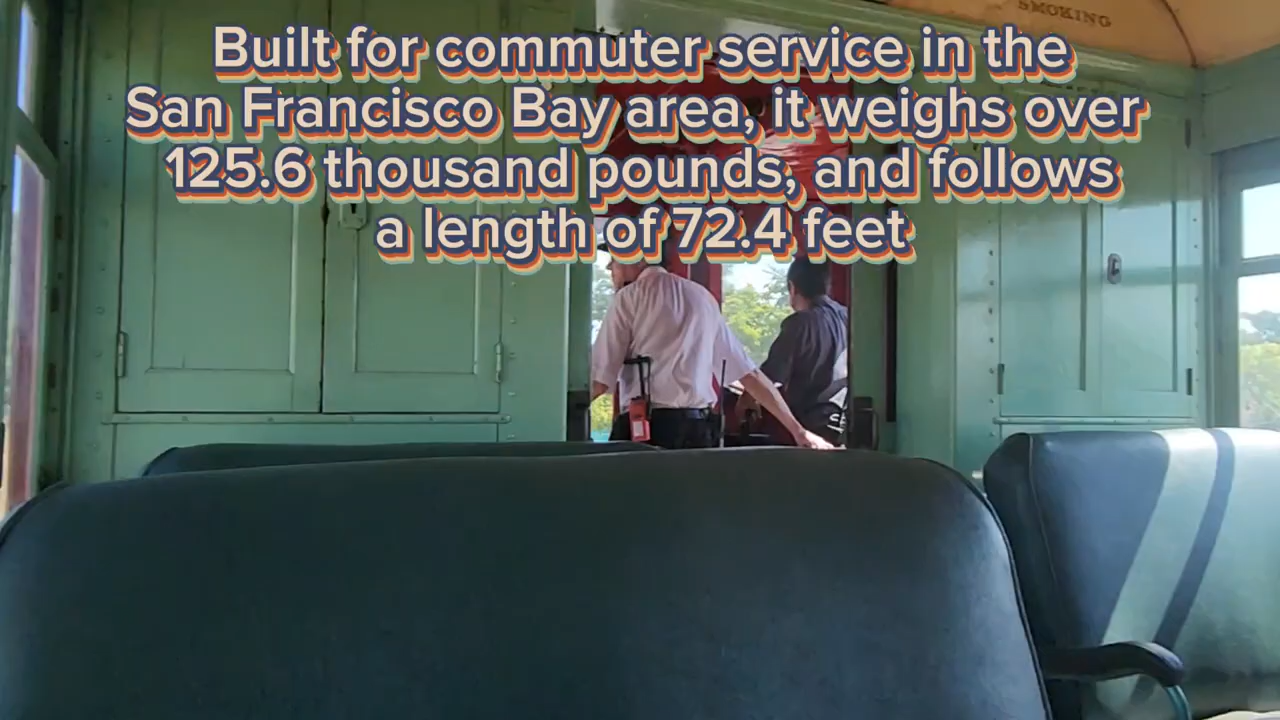 SMOKING
Built for commuter service in the
San Francisco Bay area, it weighs over
125.6 thousand pounds, and follows
a length of 72.4 feet